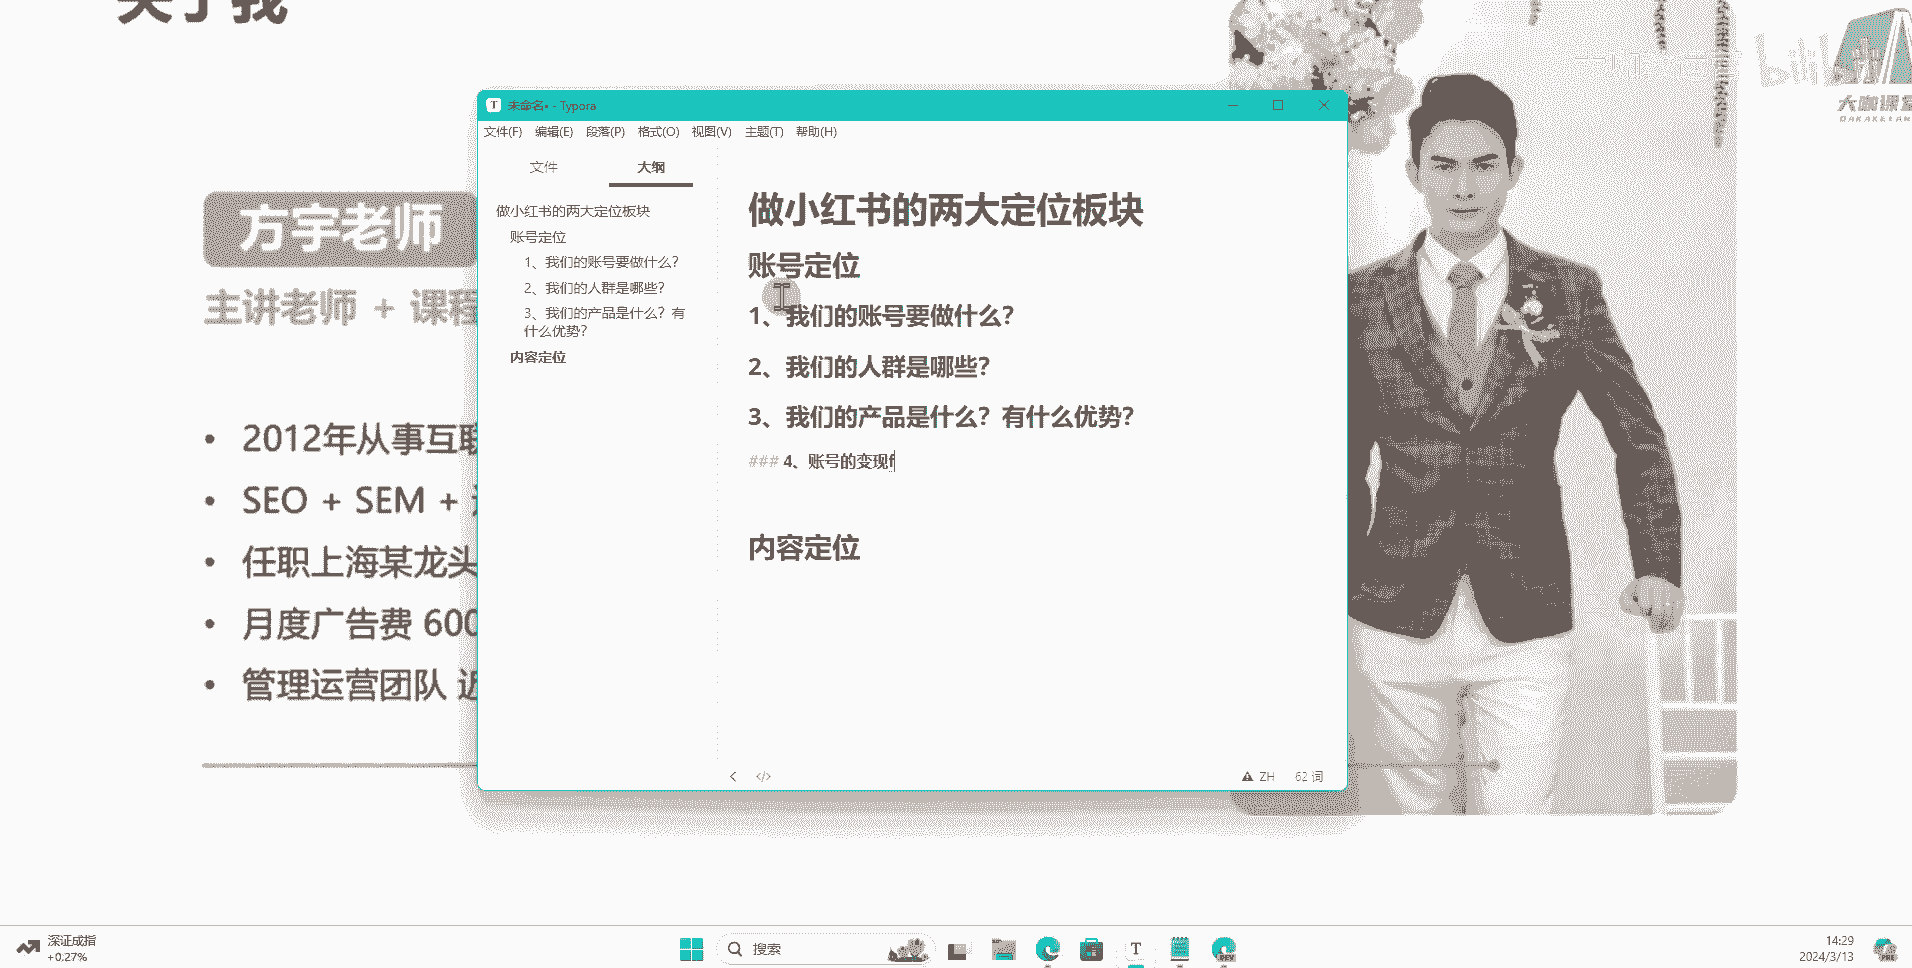 关于我
bilibili
大咖课堂
未命名• - Typora
文件(F) 编辑(E) 段落(P) 格式(O) 视图(V) 主题(T) 帮助(H)
文件 大纲
做小红书的两大定位板块
账号定位
1、我们的账号要做什么?
2、我们的人群是哪些?
3、我们的产品是什么？有
什么优势?
内容定位
做小红书的两大定位板块
账号定位
1、我们的账号要做什么?
2、我们的人群是哪些?
3、我们的产品是什么？有什么优势?
### 4、账号的变现f
内容定位
ZH 62 词
方宇老师
主讲老师 + 课程
• 2012年从事互联
• SEO + SEM +
• 任职上海某龙头
• 月度广告费 600
• 管理运营团队 近
深证成指
+0.27%
搜索
14:29
2024/3/13